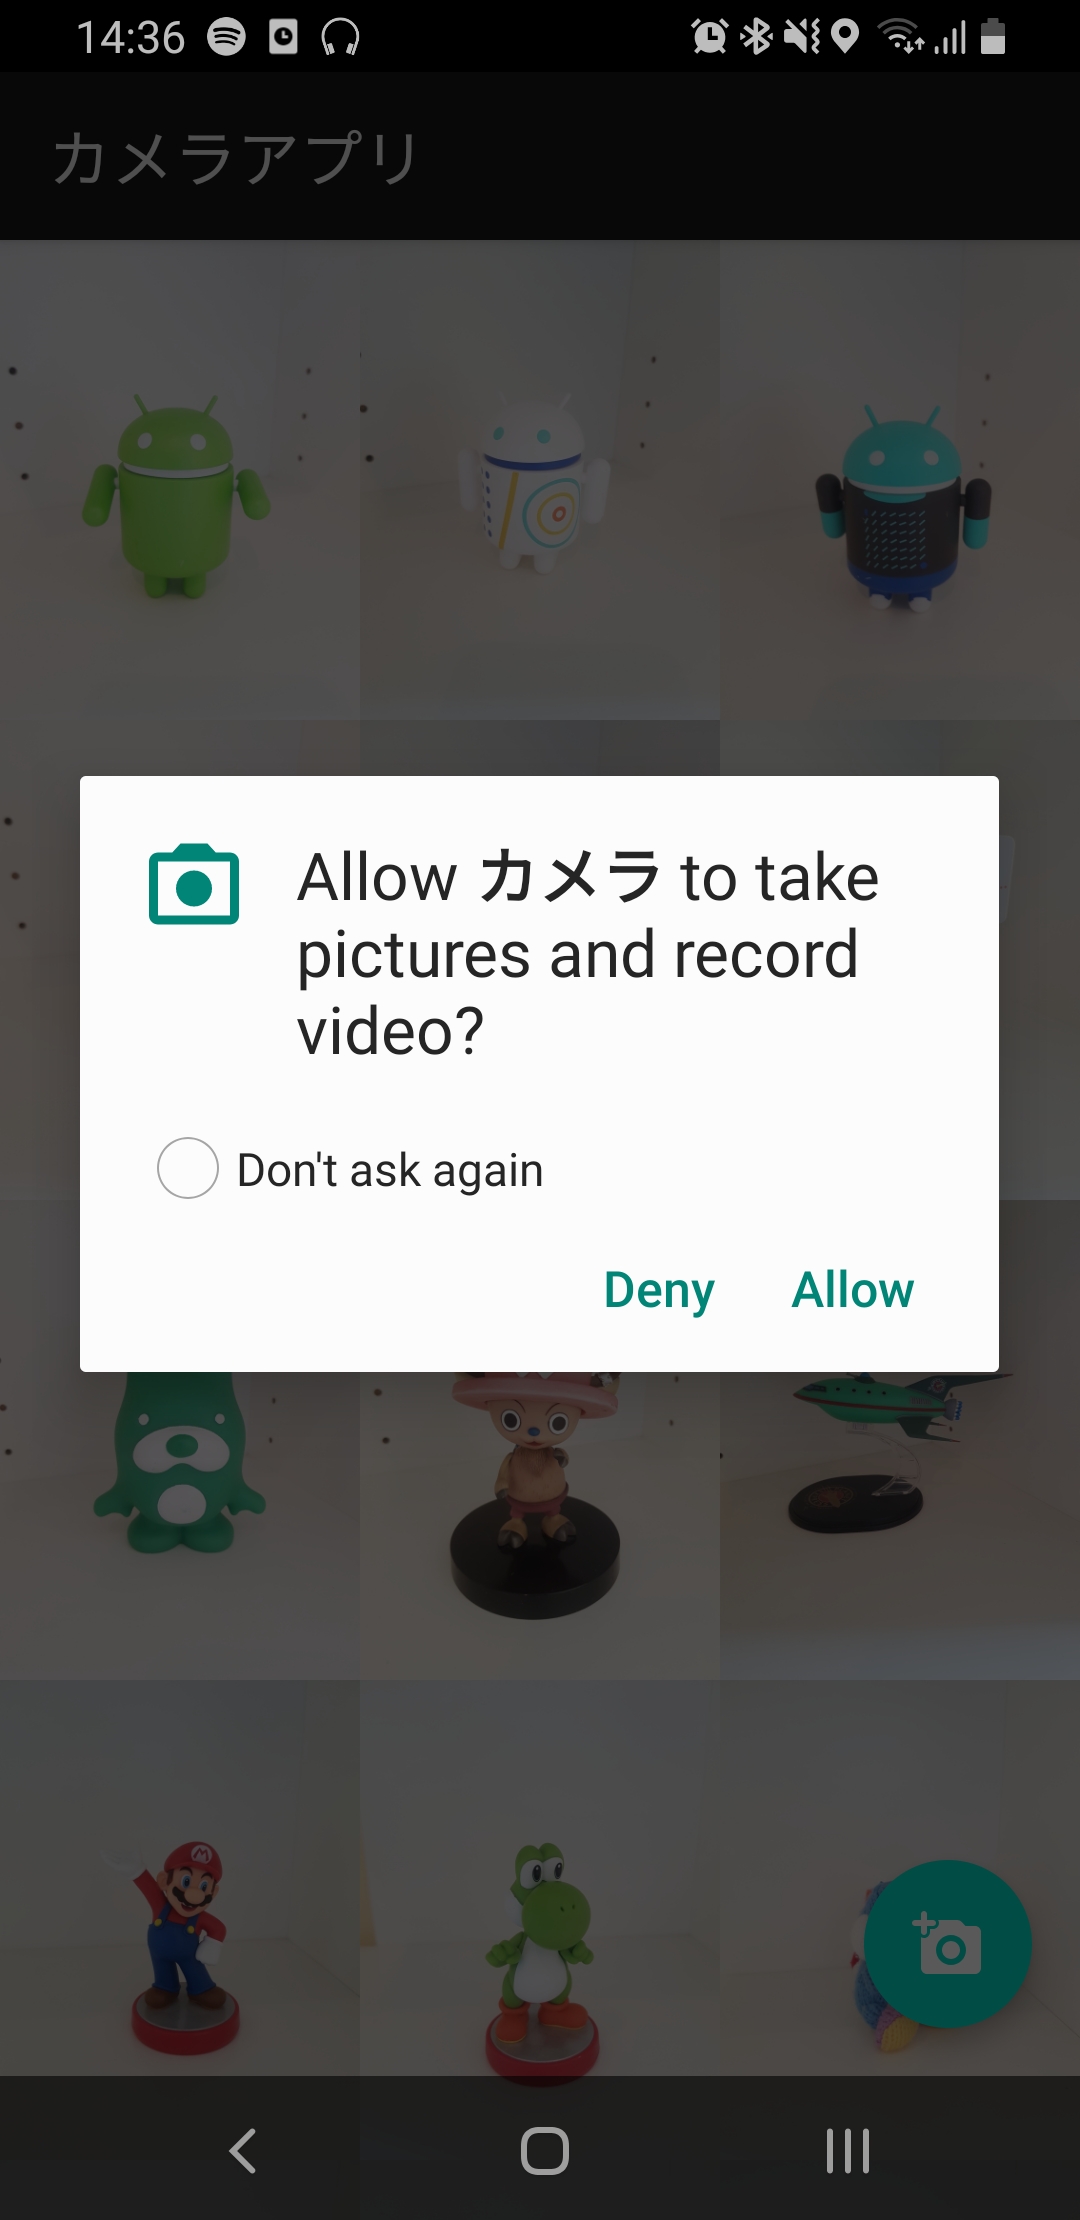 14:36
カメラアプリ
Allow カメラ to take
pictures and record
video?
Don't ask again
Deny Allow